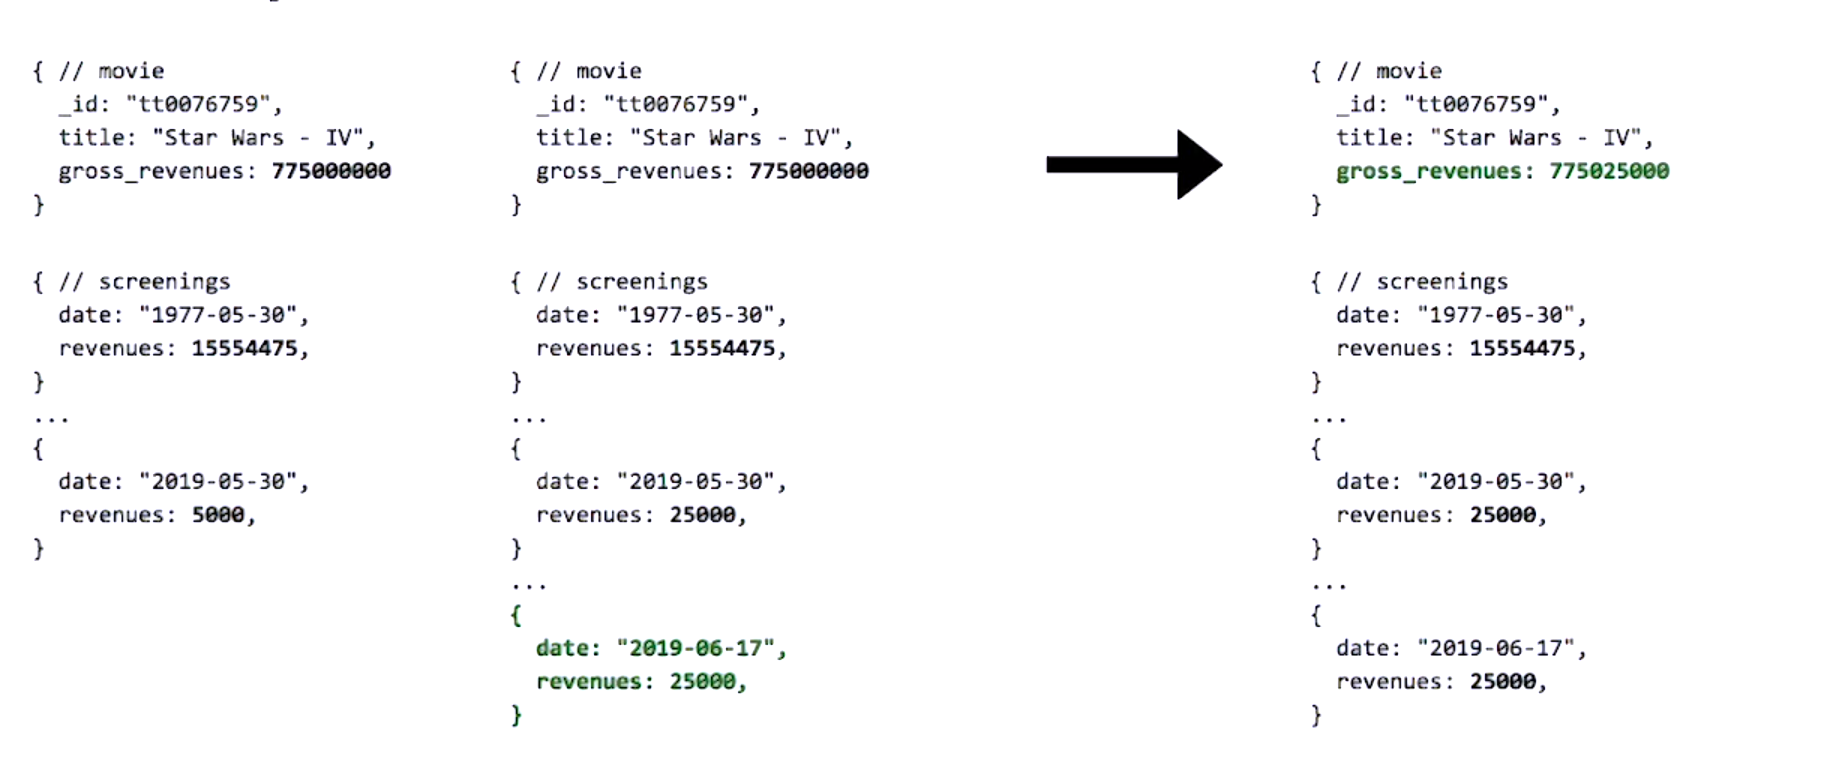 { // movie
  _id: "tt0076759",
  title: "Star Wars - IV",
  gross_revenues: 775000000
}
{ // screenings
  date: "1977-05-30",
  revenues: 15554475,
}
...
{
  date: "2019-05-30",
  revenues: 5000,
}
{ // movie
  _id: "tt0076759",
  title: "Star Wars - IV",
  gross_revenues: 775000000
}
{ // screenings
  date: "1977-05-30",
  revenues: 15554475,
}
...
{
  date: "2019-05-30",
  revenues: 25000,
}
...
{
  date: "2019-06-17",
  revenues: 25000,
}
{ // movie
  _id: "tt0076759",
  title: "Star Wars - IV",
  gross_revenues: 775025000
}
{ // screenings
  date: "1977-05-30",
  revenues: 15554475,
}
...
{
  date: "2019-05-30",
  revenues: 25000,
}
...
{
  date: "2019-06-17",
  revenues: 25000,
}